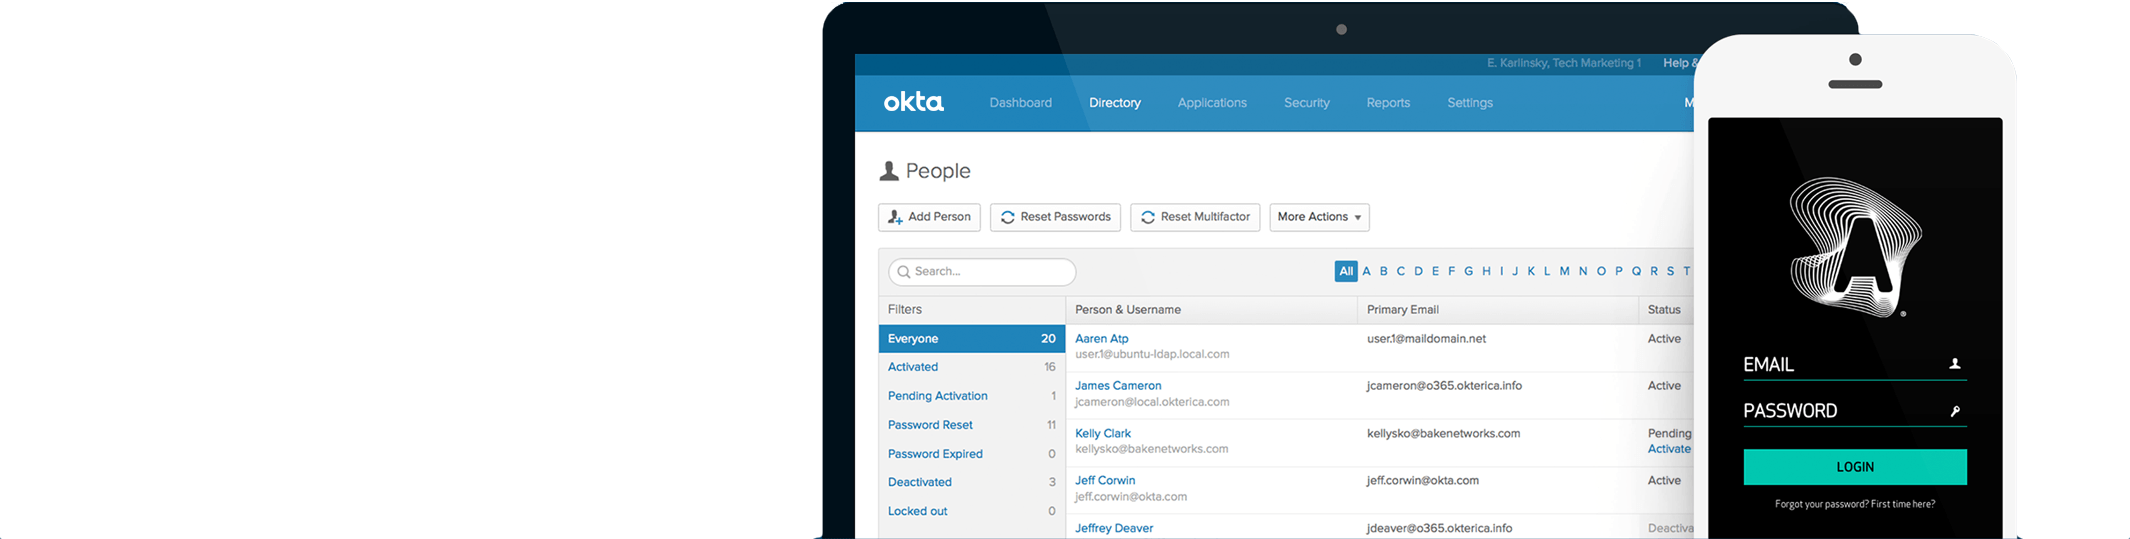 E. Karlinsky, Tech Marketing 1 Help &
okta Dashboard Directory Applications Security Reports Settings M
People
Add Person Reset Passwords Reset Multifactor More Actions
Search... All A B C D E F G H I J K L M N O P Q R S T
Filters Person & Username Primary Email Status
Everyone 20 Aaren Atp user.1@maildomain.net Active
user.1@ubuntu-ldap.local.com
Activated 16
James Cameron jcameron@o365.okterica.info Active
Pending Activation 1
jcameron@local.okterica.com
Password Reset 11
Kelly Clark kellysko@bakenetworks.com Pending
kellysko@bakenetworks.com Activate
Password Expired 0
Deactivated 3 Jeff Corwin jeff.corwin@okta.com Active
jeff.corwin@okta.com
Locked out 0
Jeffrey Deaver jdeaver@o365.okterica.info Deactiva
A
®
EMAIL
PASSWORD
LOGIN
Forgot your password? First time here?